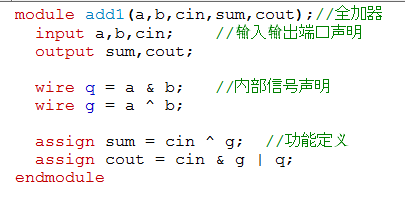 module add1(a,b,cin,sum,cout);//全加器
input a,b,cin; //输入输出端口声明
output sum,cout;
wire q = a & b; //内部信号声明
wire g = a ^ b;
assign sum = cin ^ g; //功能定义
assign cout = cin & g | q;
endmodule